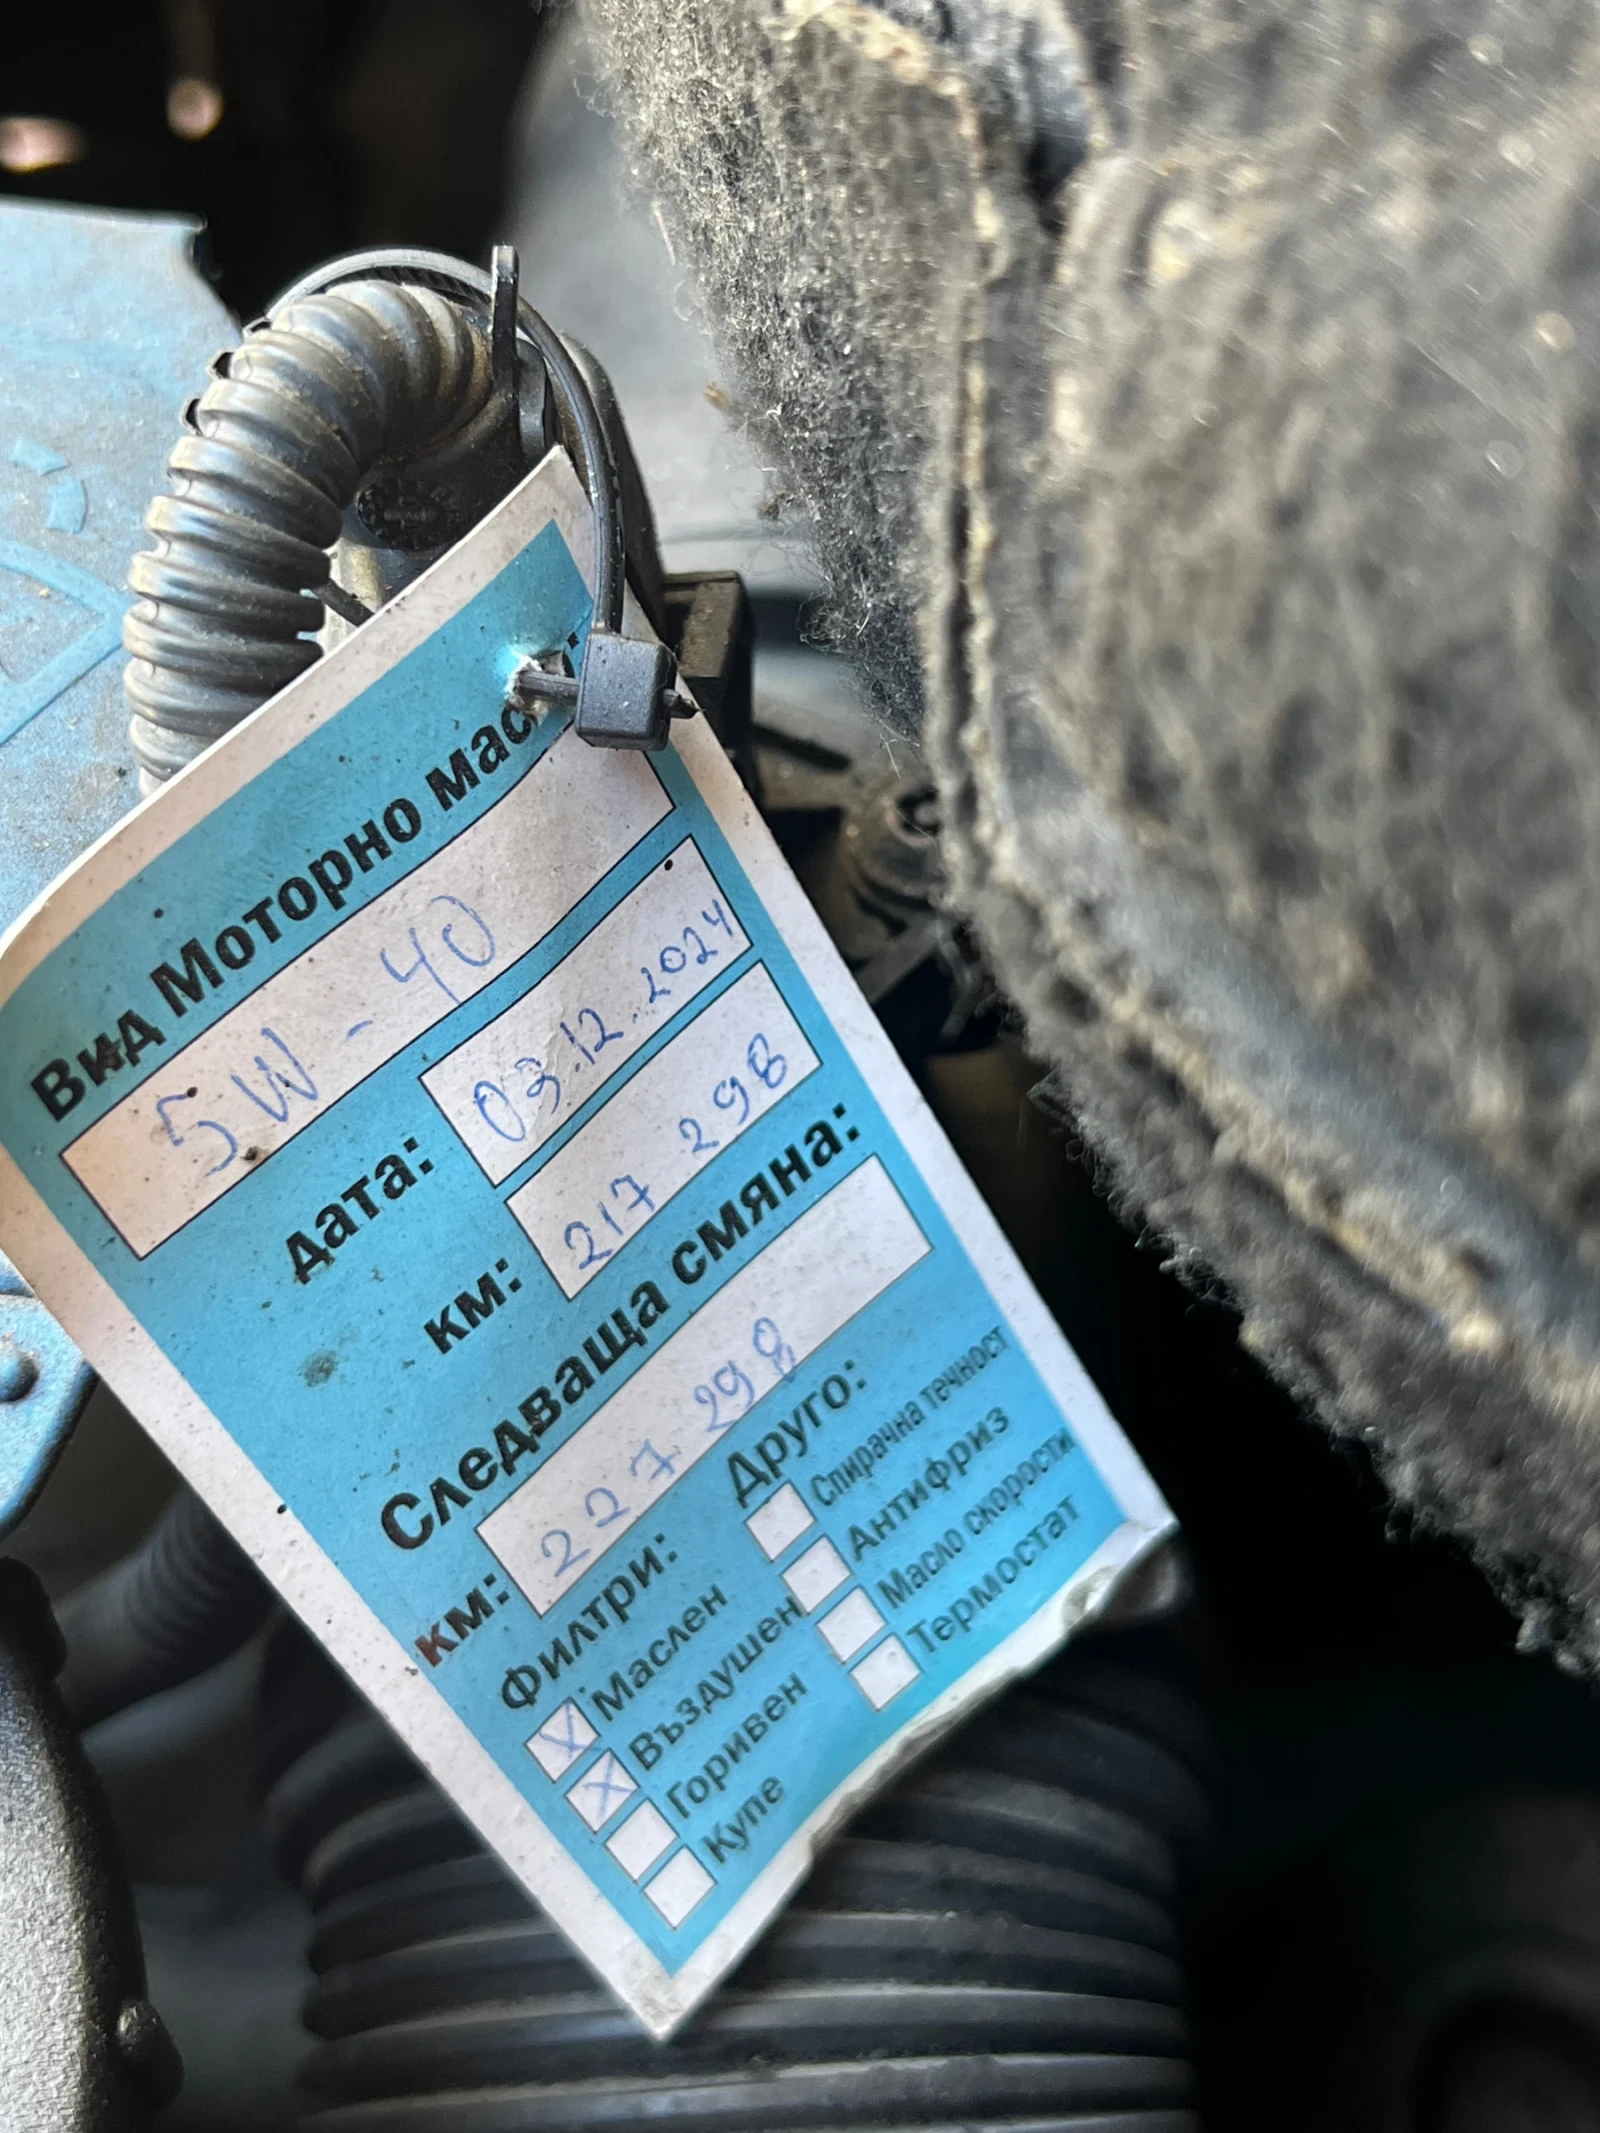 Вид Моторно масло:
5W-40
дата: 03.12.2024
км: 217 298
Следваща смяна:
км: 227 298
Филтри:
X Маслен
X Въздушен
Горивен
Купе
Друго:
Спирачна течност
Антифриз
Масло скорости
Термостат